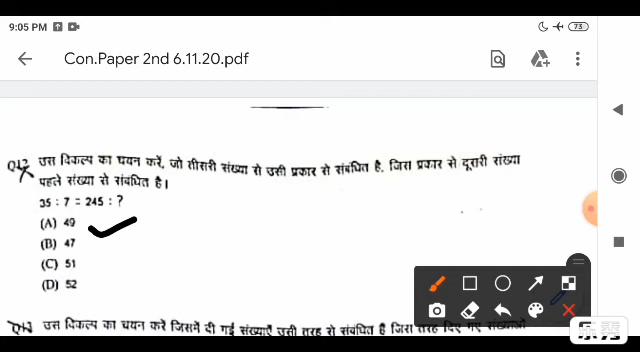 9:05 PM
73
Con.Paper 2nd 6.11.20.pdf
Q12 उस विकल्प का चयन करें, जो तीसरी संख्या से उसी प्रकार से संबधित है, जिस प्रकार से दूसरी संख्या
पहले संख्या से संबधित है।
35 : 7 = 245 : ?
(A) 49
(B) 47
(C) 51
(D) 52
उस विकल्प का चयन करें जिसमें दी गई संख्याएँ उसी तरह से संबंधित हैं जिस तरह दिए गए संख्याओं